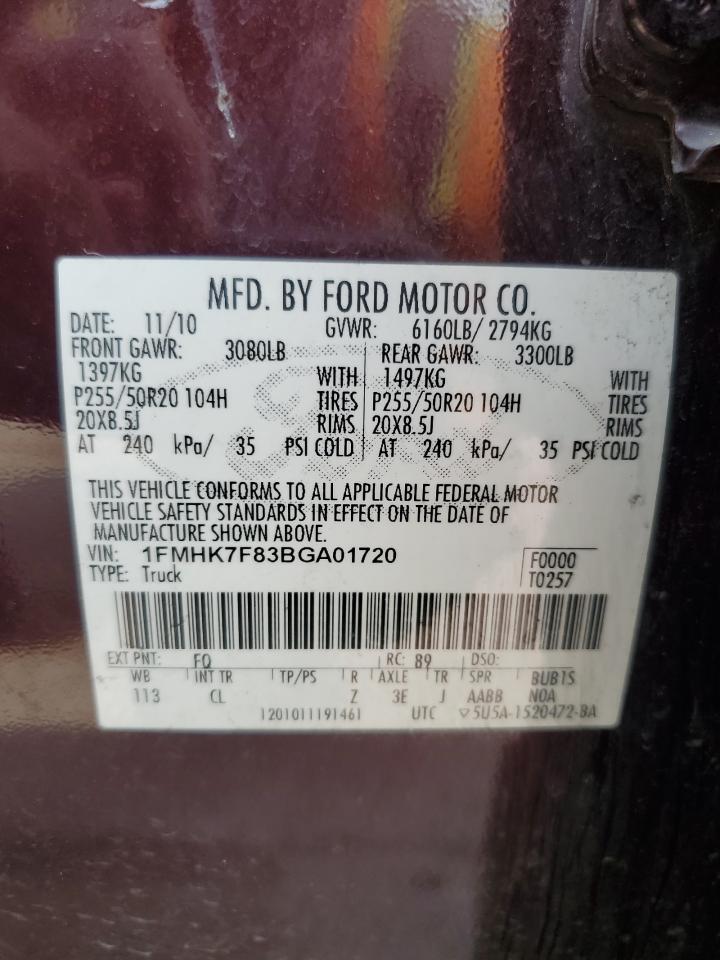 MFD. BY FORD MOTOR CO.
DATE: 11/10 GVWR: 6160LB/ 2794KG
FRONT GAWR: 3080LB REAR GAWR: 3300LB
1397KG WITH 1497KG WITH
P255/50R20 104H TIRES P255/50R20 104H TIRES
20X8.5J RIMS 20X8.5J RIMS
AT 240 kPa/ 35 PSI COLD AT 240 kPa/ 35 PSI COLD
THIS VEHICLE CONFORMS TO ALL APPLICABLE FEDERAL MOTOR
VEHICLE SAFETY STANDARDS IN EFFECT ON THE DATE OF
MANUFACTURE SHOWN ABOVE.
VIN: 1FMHK7F83BGA01720 F0000
TYPE: Truck T0257
EXT PNT: FQ RC: 89 DSO:
WB INT TR TP/PS R AXLE TR SPR BUB1S
113 CL Z 3E J AABB NOA
1201011191461 UTC ▽5U5A-1520472-BA